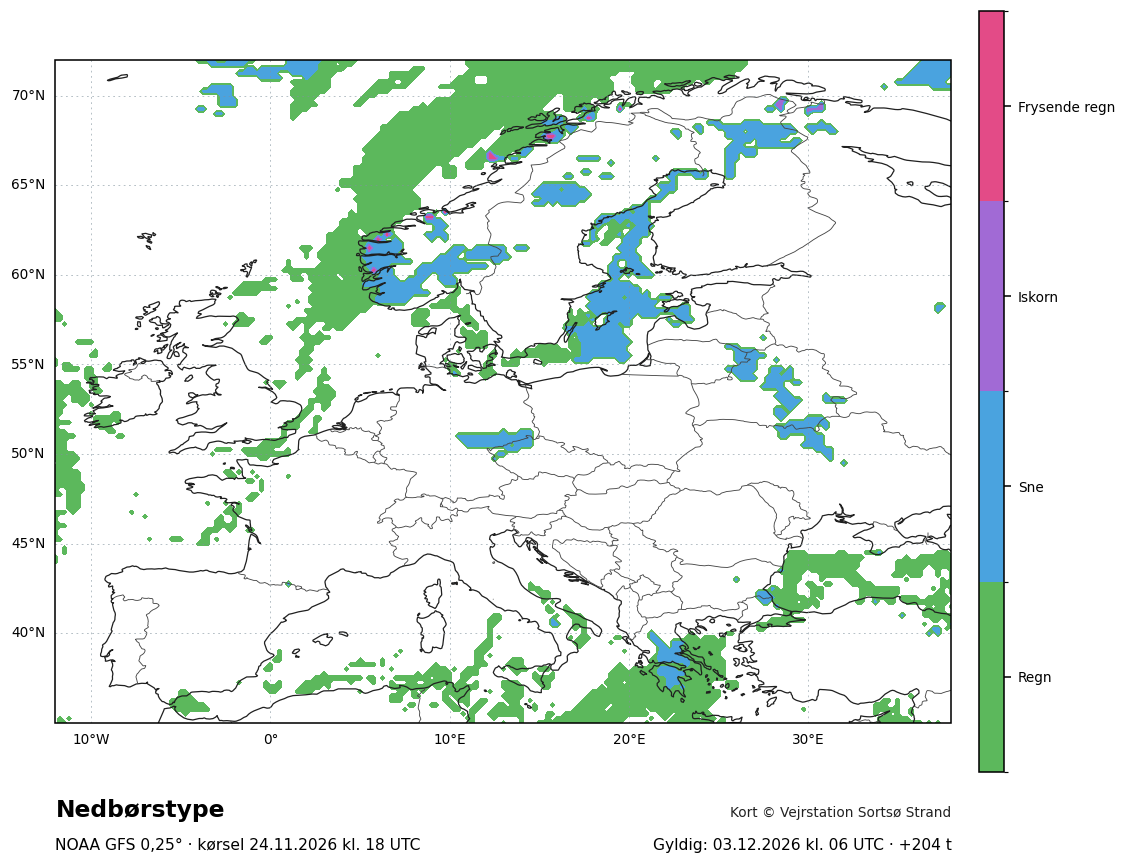 Frysende regn
Iskorn
Sne
Regn
70°N
65°N
60°N
55°N
50°N
45°N
40°N
10°W
0°
10°E
20°E
30°E
Nedbørstype
Kort © Vejrstation Sortsø Strand
NOAA GFS 0,25° · kørsel 24.11.2026 kl. 18 UTC
Gyldig: 03.12.2026 kl. 06 UTC · +204 t